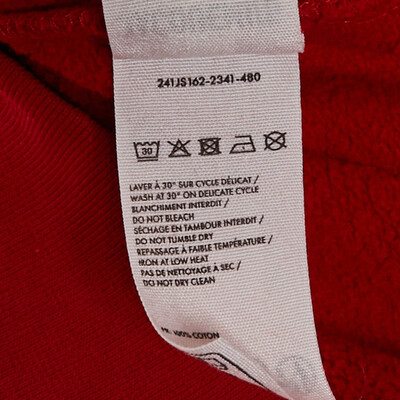 241JS162-2341-480
30
LAVER À 30° SUR CYCLE DÉLICAT /
WASH AT 30° ON DELICATE CYCLE
BLANCHIMENT INTERDIT /
DO NOT BLEACH
SÉCHAGE EN TAMBOUR INTERDIT /
DO NOT TUMBLE DRY
REPASSAGE À FAIBLE TEMPÉRATURE /
IRON AT LOW HEAT
PAS DE NETTOYAGE À SEC /
DO NOT DRY CLEAN
FR: 100% COTON